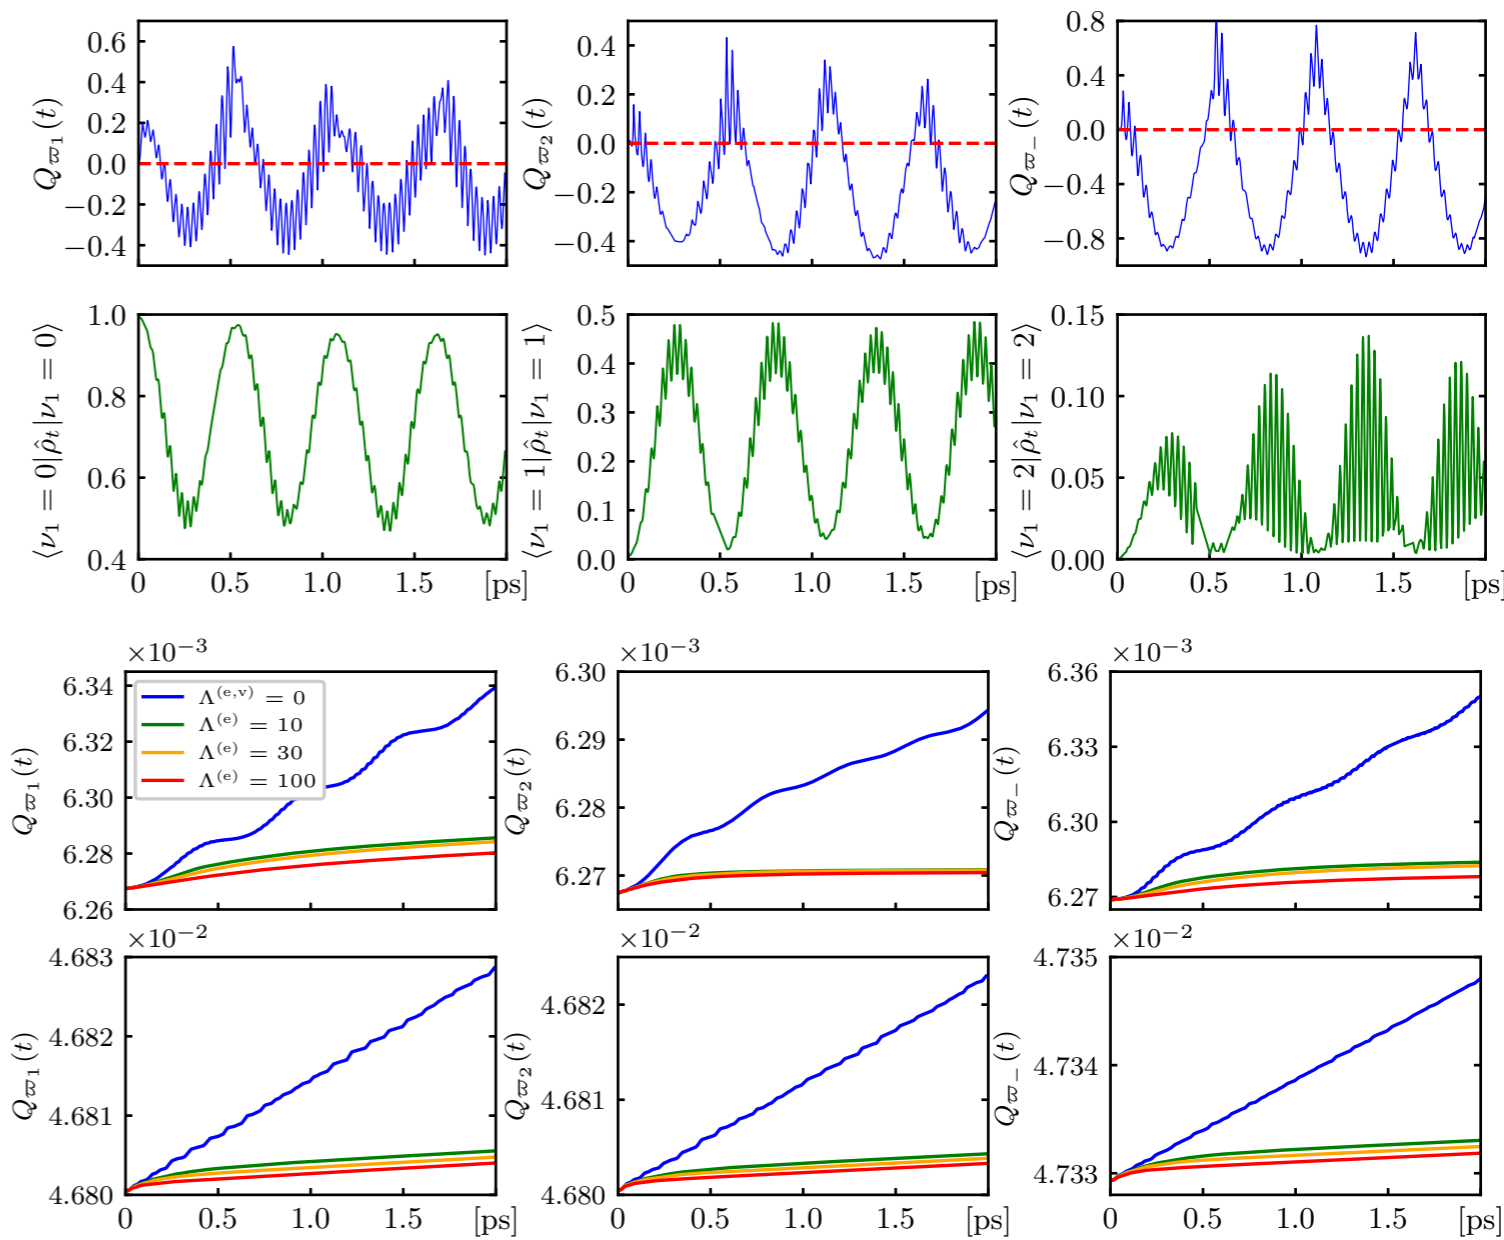 Q_{ϖ_1}(t)
0.6
0.4
0.2
0.0
−0.2
−0.4
Q_{ϖ_2}(t)
0.4
0.2
0.0
−0.2
−0.4
Q_{ϖ_−}(t)
0.8
0.4
0.0
−0.4
−0.8
⟨ν_1 = 0|ρ̂_t|ν_1 = 0⟩
1.0
0.8
0.6
0.4
0 0.5 1.0 1.5 [ps]
⟨ν_1 = 1|ρ̂_t|ν_1 = 1⟩
0.5
0.4
0.3
0.2
0.1
0.0
0 0.5 1.0 1.5 [ps]
⟨ν_1 = 2|ρ̂_t|ν_1 = 2⟩
0.15
0.10
0.05
0.00
0 0.5 1.0 1.5 [ps]
×10^{−3}
Q_{ϖ_1}(t)
6.34
6.32
6.30
6.28
6.26
Λ^{(e,v)} = 0
Λ^{(e)} = 10
Λ^{(e)} = 30
Λ^{(e)} = 100
×10^{−3}
Q_{ϖ_2}(t)
6.30
6.29
6.28
6.27
×10^{−3}
Q_{ϖ_−}(t)
6.36
6.33
6.30
6.27
×10^{−2}
Q_{ϖ_1}(t)
4.683
4.682
4.681
4.680
0 0.5 1.0 1.5 [ps]
×10^{−2}
Q_{ϖ_2}(t)
4.682
4.681
4.680
0 0.5 1.0 1.5 [ps]
×10^{−2}
Q_{ϖ_−}(t)
4.735
4.734
4.733
0 0.5 1.0 1.5 [ps]